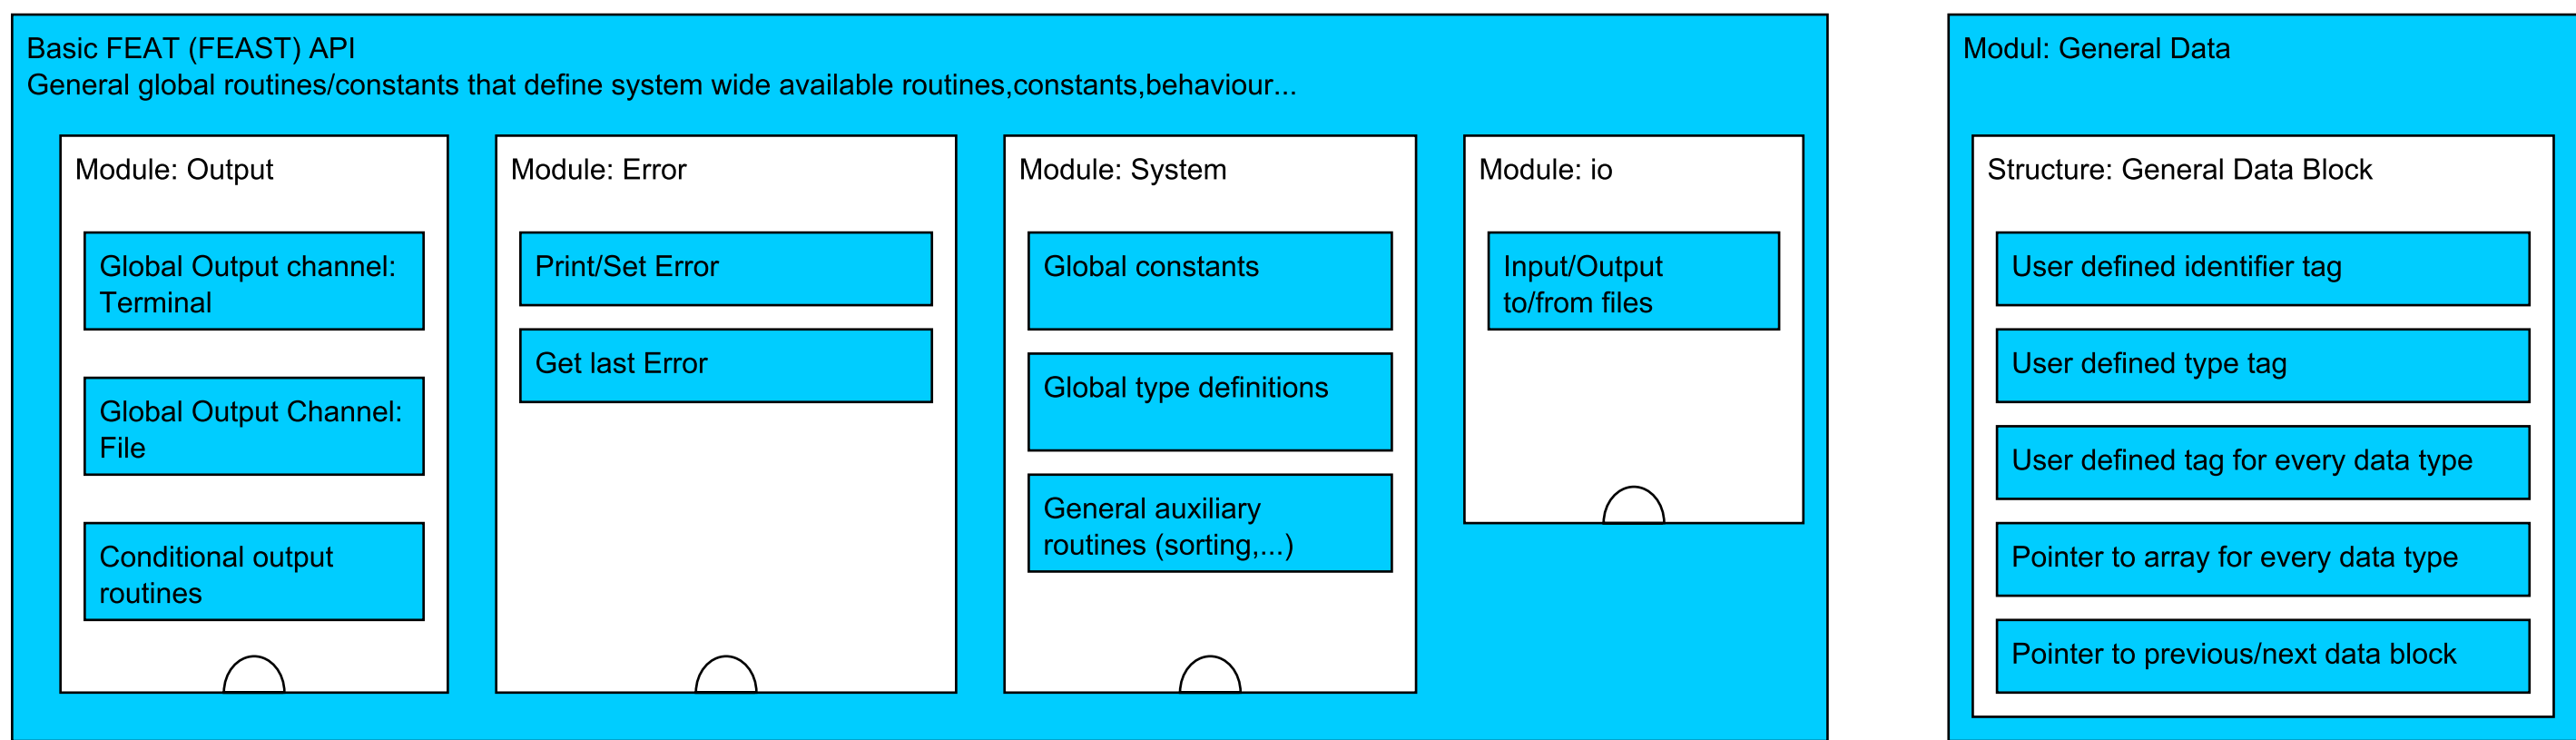 Basic FEAT (FEAST) API
General global routines/constants that define system wide available routines,constants,behaviour...
Module: Output
Global Output channel:
Terminal
Global Output Channel:
File
Conditional output
routines
Module: Error
Print/Set Error
Get last Error
Module: System
Global constants
Global type definitions
General auxiliary
routines (sorting,...)
Module: io
Input/Output
to/from files
Modul: General Data
Structure: General Data Block
User defined identifier tag
User defined type tag
User defined tag for every data type
Pointer to array for every data type
Pointer to previous/next data block